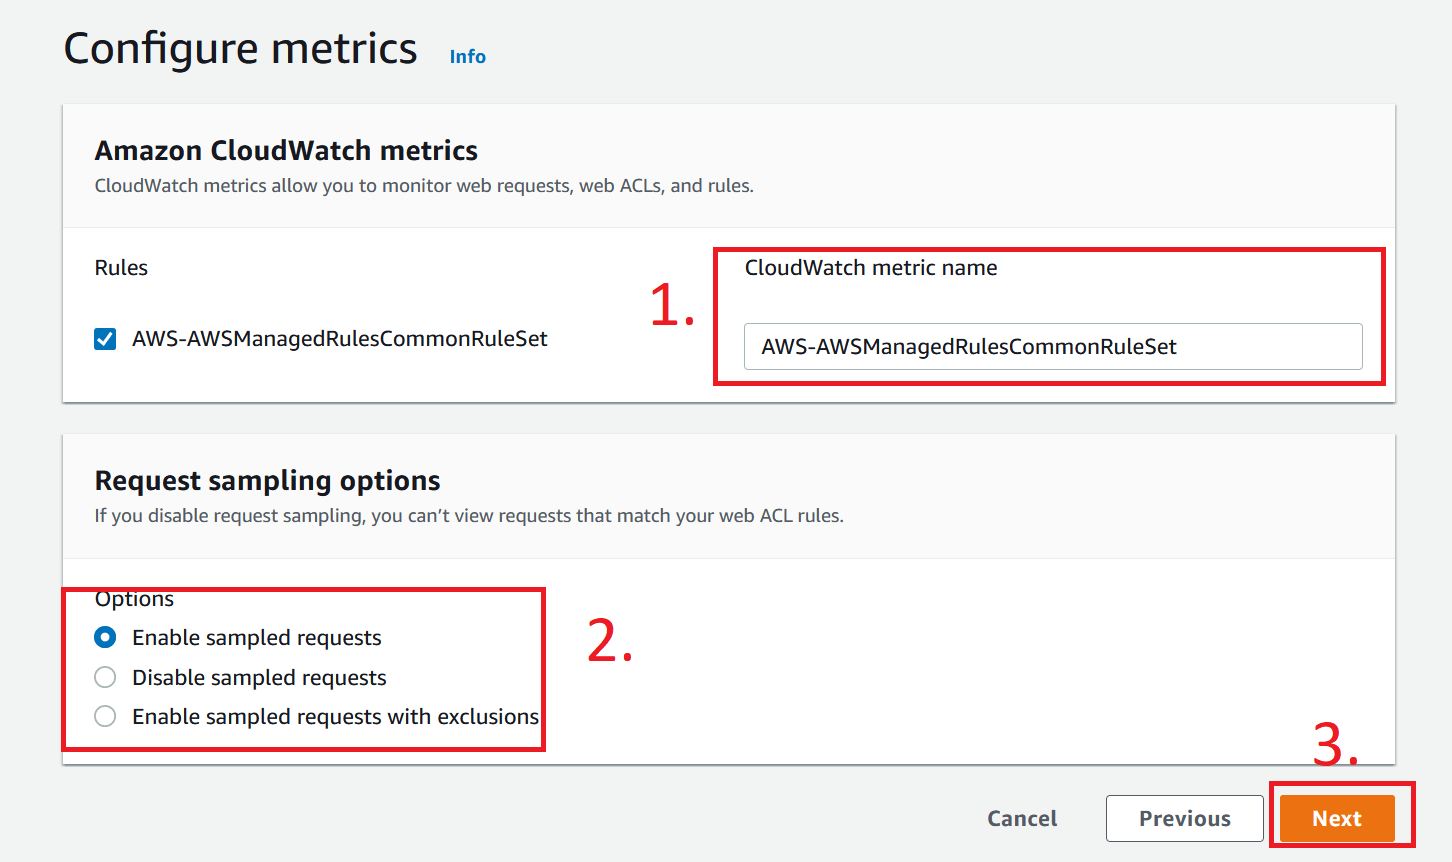 Configure metrics Info
Amazon CloudWatch metrics
CloudWatch metrics allow you to monitor web requests, web ACLs, and rules.
Rules
1.
CloudWatch metric name
AWS-AWSManagedRulesCommonRuleSet
AWS-AWSManagedRulesCommonRuleSet
Request sampling options
If you disable request sampling, you can’t view requests that match your web ACL rules.
Options
Enable sampled requests
2.
Disable sampled requests
Enable sampled requests with exclusions
3.
Cancel
Previous
Next